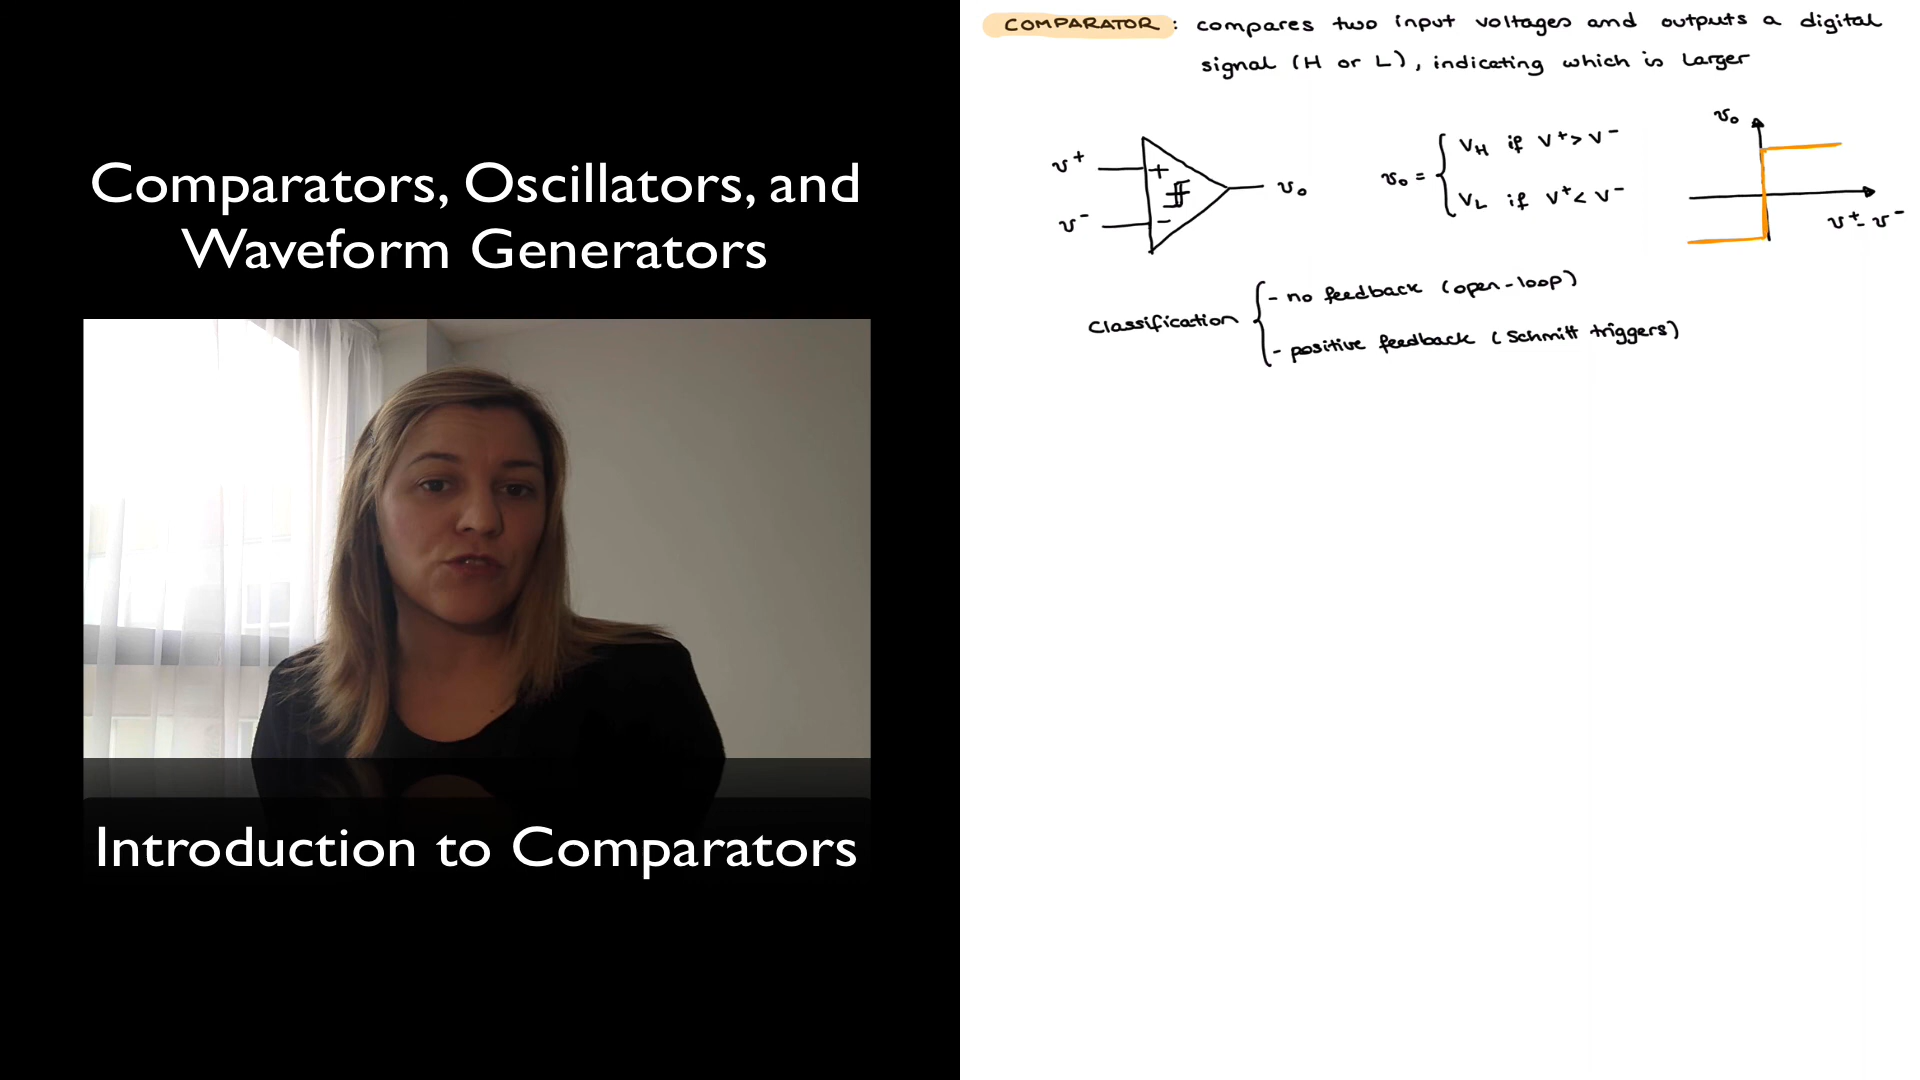 Comparators, Oscillators, and
Waveform Generators
Introduction to Comparators
COMPARATOR: compares two input voltages and outputs a digital
signal (H or L), indicating which is larger
v⁺
v⁻
+
-
v₀
v₀ = { V_H if V⁺ > V⁻
V_L if V⁺ < V⁻
v₀
v⁺- v⁻
Classification { - no feedback (open-loop)
- positive feedback (Schmitt triggers)